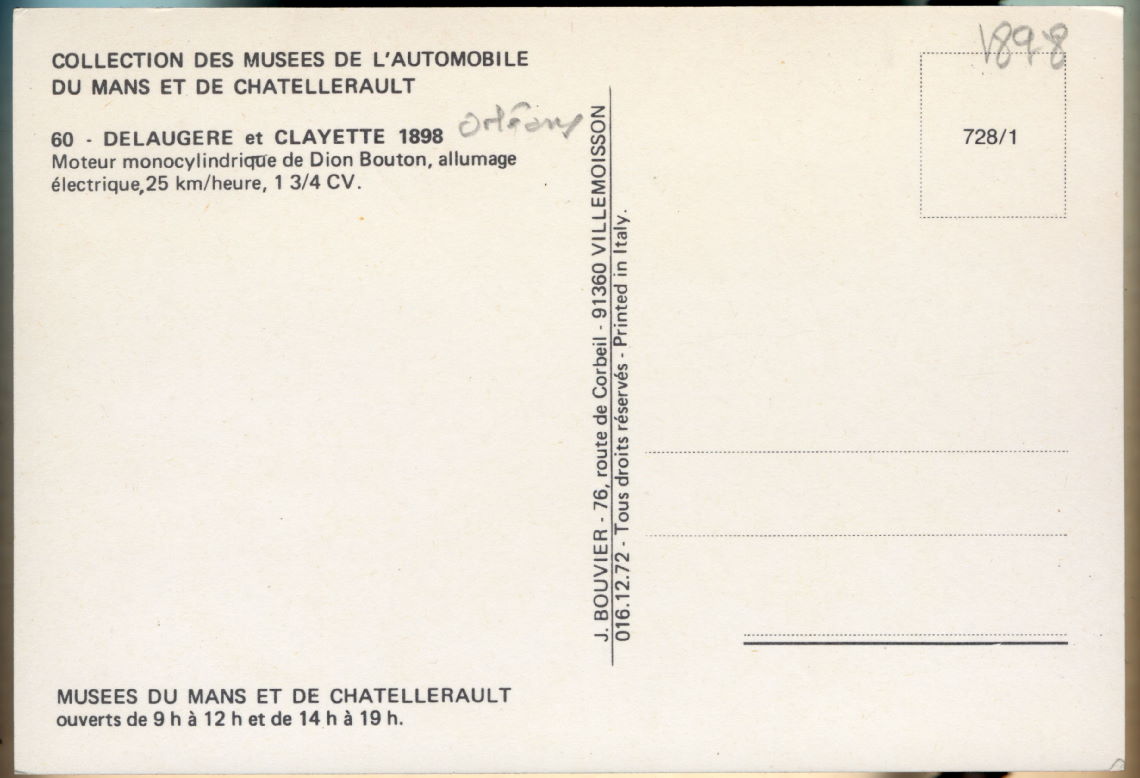 COLLECTION DES MUSEES DE L'AUTOMOBILE
DU MANS ET DE CHATELLERAULT
60 - DELAUGERE et CLAYETTE 1898 Orléans
Moteur monocylindrique de Dion Bouton, allumage
électrique, 25 km/heure, 1 3/4 CV.
MUSEES DU MANS ET DE CHATELLERAULT
ouverts de 9 h à 12 h et de 14 h à 19 h.
J. BOUVIER - 76, route de Corbeil - 91360 VILLEMOISSON
016.12.72 - Tous droits réservés - Printed in Italy.
1898
728/1